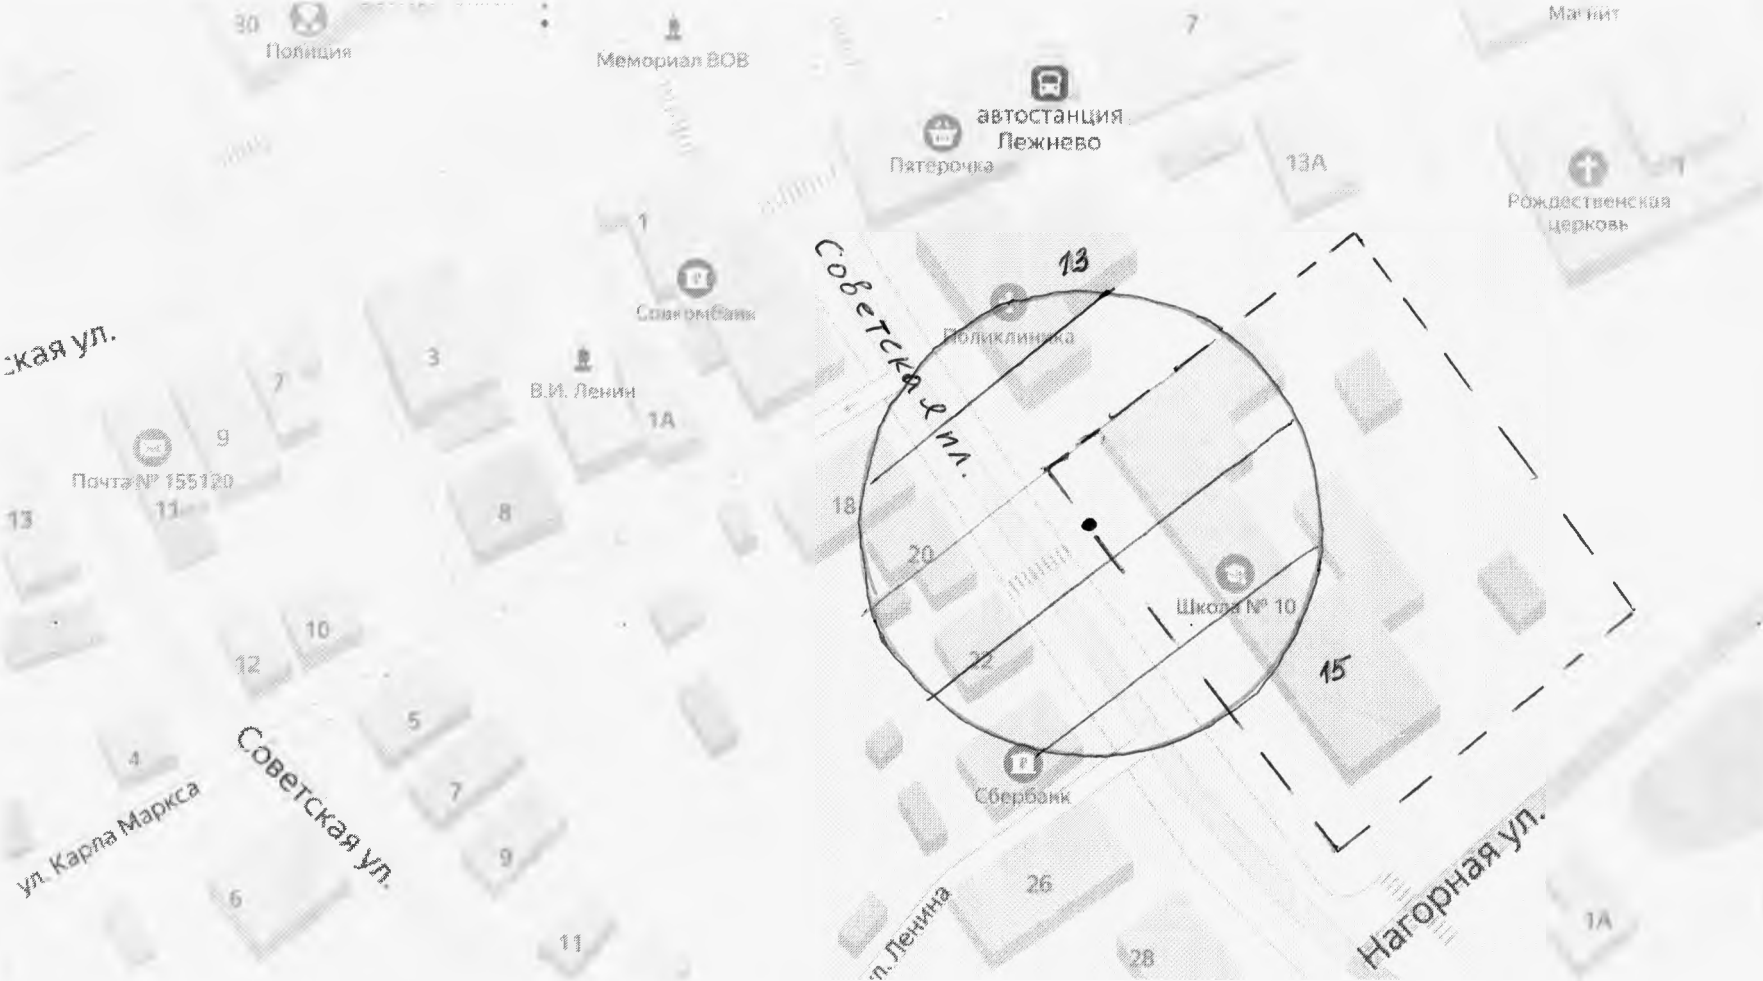 30
Полиция
Мемориал ВОВ
7
Магнит
автостанция
Лежнево
Пятёрочка
13А
Рождественская
церковь
1
Совкомбанк
13
Поликлиника
Советская пл.
ская ул.
7
3
В.И. Ленин
1А
9
Почта № 155120
11
13
8
18
20
Школа № 10
22
15
10
12
5
4
7
Сбербанк
ул. Карла Маркса
Советская ул.
9
6
11
26
28
л. Ленина
Нагорная ул.
1А